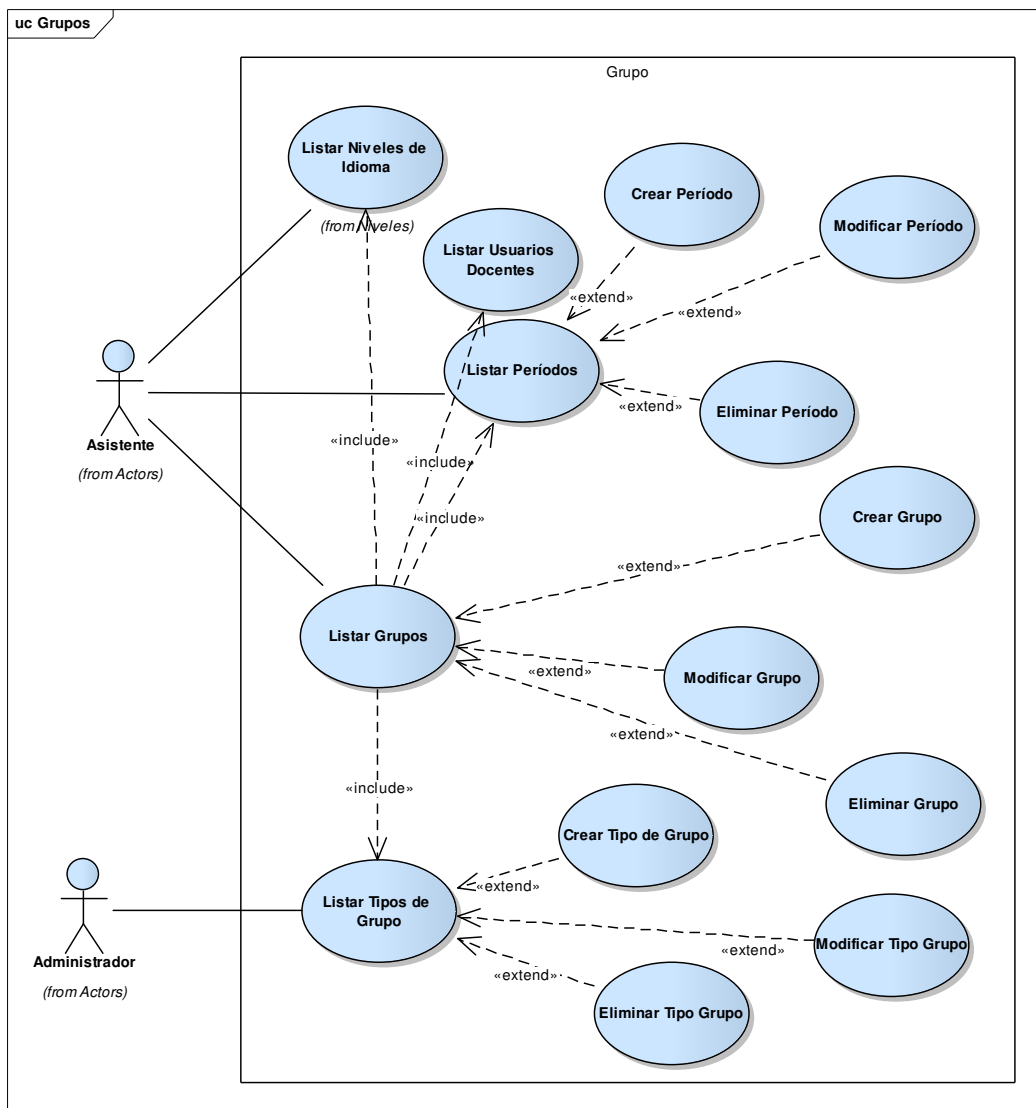 uc Grupos
Grupo
Listar Niveles de
Idioma
(from Niveles)
Crear Período
Modificar Período
Listar Usuarios
Docentes
«extend»
«extend»
Listar Períodos
«extend»
Eliminar Período
Asistente
(from Actors)
«include»
«include»
«include»
Crear Grupo
«extend»
Listar Grupos
«extend»
Modificar Grupo
«extend»
«include»
Eliminar Grupo
Crear Tipo de Grupo
«extend»
Listar Tipos de
Grupo
Modificar Tipo Grupo
«extend»
Administrador
(from Actors)
«extend»
Eliminar Tipo Grupo